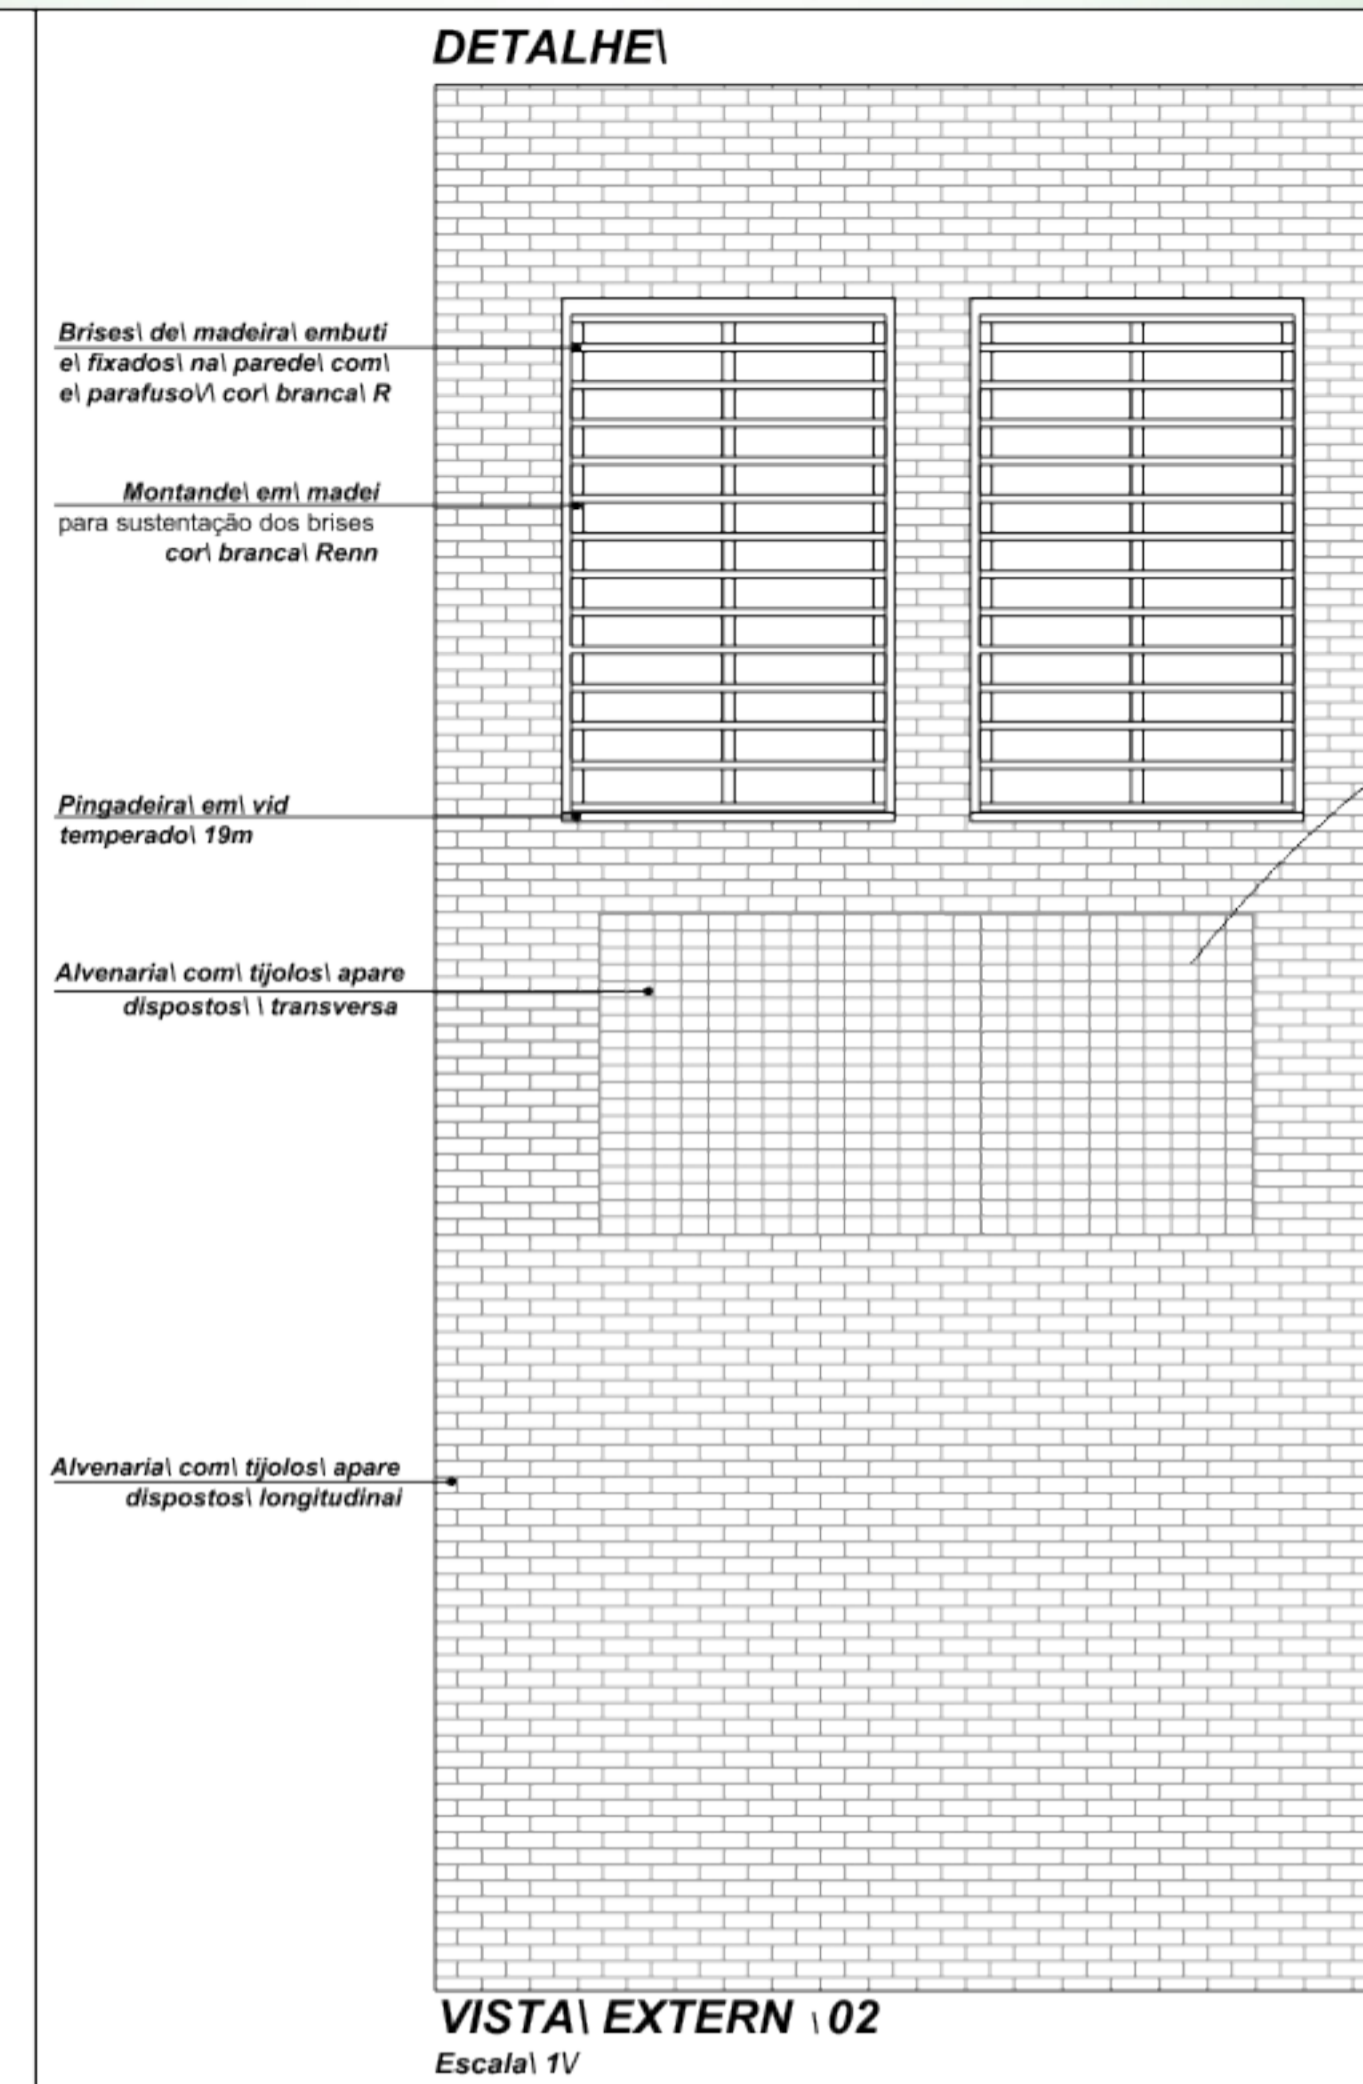 DETALHE\
Brises\ de\ madeira\ embuti
e\ fixados\ na\ parede\ com\
e\ parafuso\/\ cor\ branca\ R
Montande\ em\ madei
para sustentação dos brises
cor\ branca\ Renn
Pingadeira\ em\ vid
temperado\ 19m
Alvenaria\ com\ tijolos\ apare
dispostos\ \ transversa
Alvenaria\ com\ tijolos\ apare
dispostos\ longitudinai
VISTA\ EXTERN \ 02
Escala\ 1\/